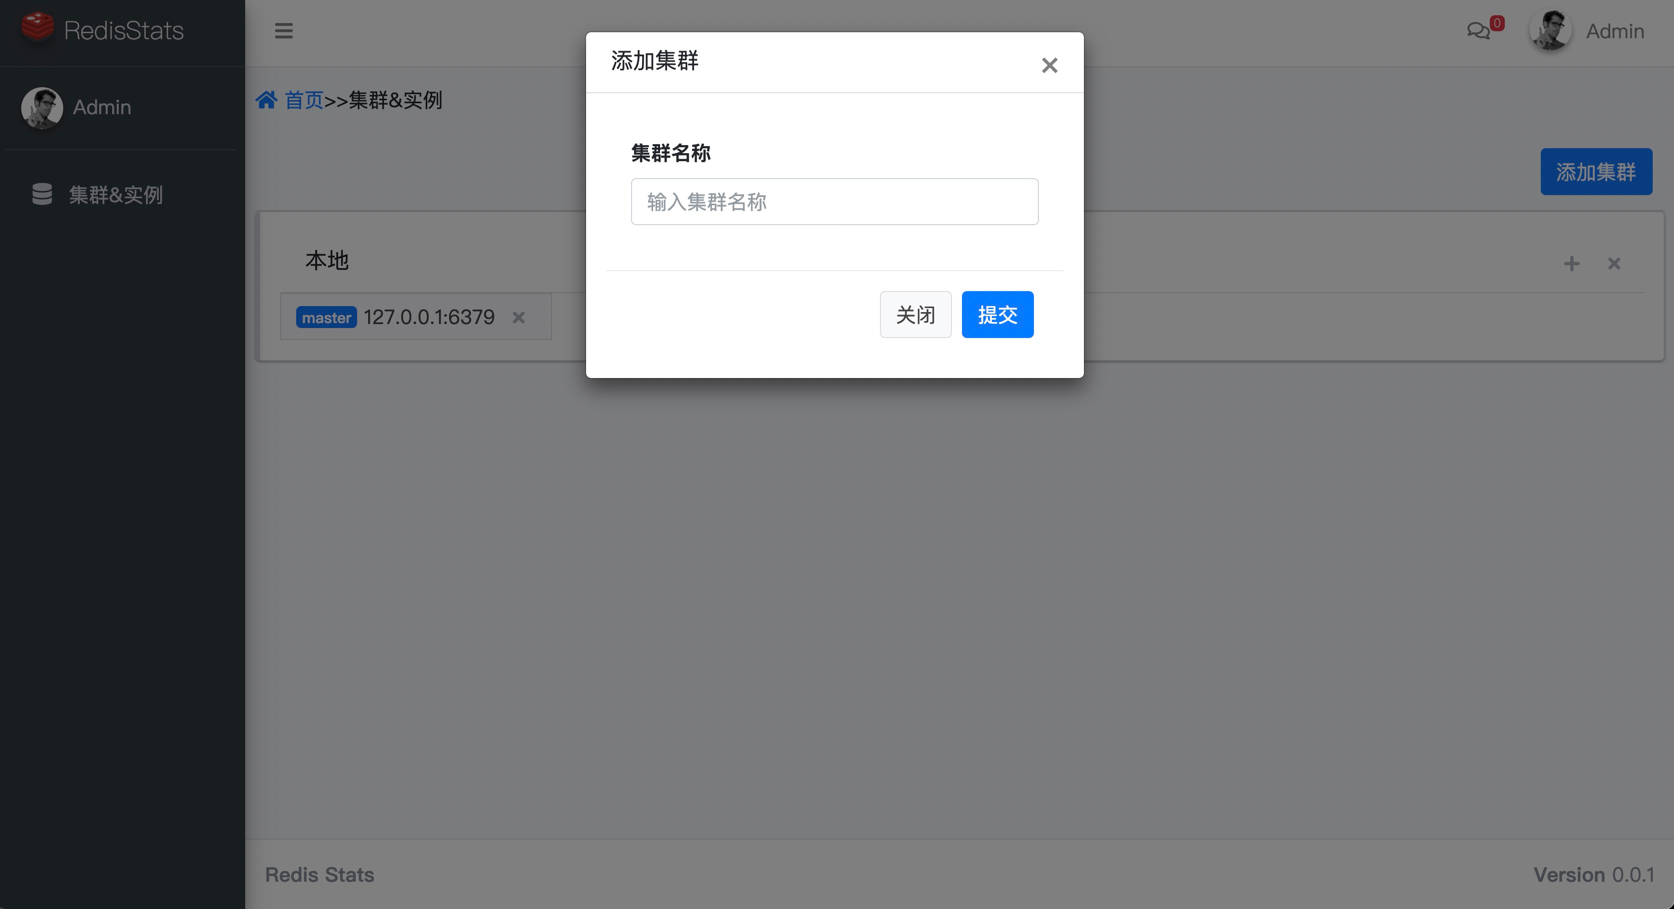 RedisStats
0
Admin
Admin
首页>>集群&实例
集群&实例
添加集群
本地
master 127.0.0.1:6379
添加集群
集群名称
输入集群名称
关闭
提交
Redis Stats
Version 0.0.1